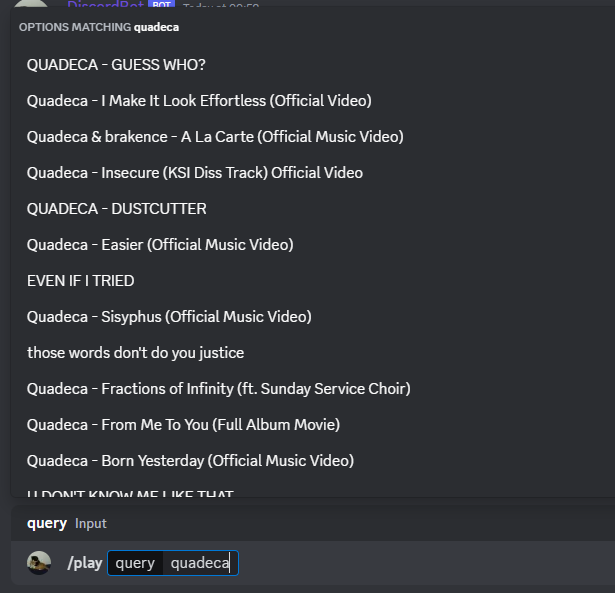 DiscordBot BOT Today at 00:59
OPTIONS MATCHING quadeca
QUADECA - GUESS WHO?
Quadeca - I Make It Look Effortless (Official Video)
Quadeca & brakence - A La Carte (Official Music Video)
Quadeca - Insecure (KSI Diss Track) Official Video
QUADECA - DUSTCUTTER
Quadeca - Easier (Official Music Video)
EVEN IF I TRIED
Quadeca - Sisyphus (Official Music Video)
those words don't do you justice
Quadeca - Fractions of Infinity (ft. Sunday Service Choir)
Quadeca - From Me To You (Full Album Movie)
Quadeca - Born Yesterday (Official Music Video)
U DON'T KNOW ME LIKE THAT
query Input
/play query quadeca